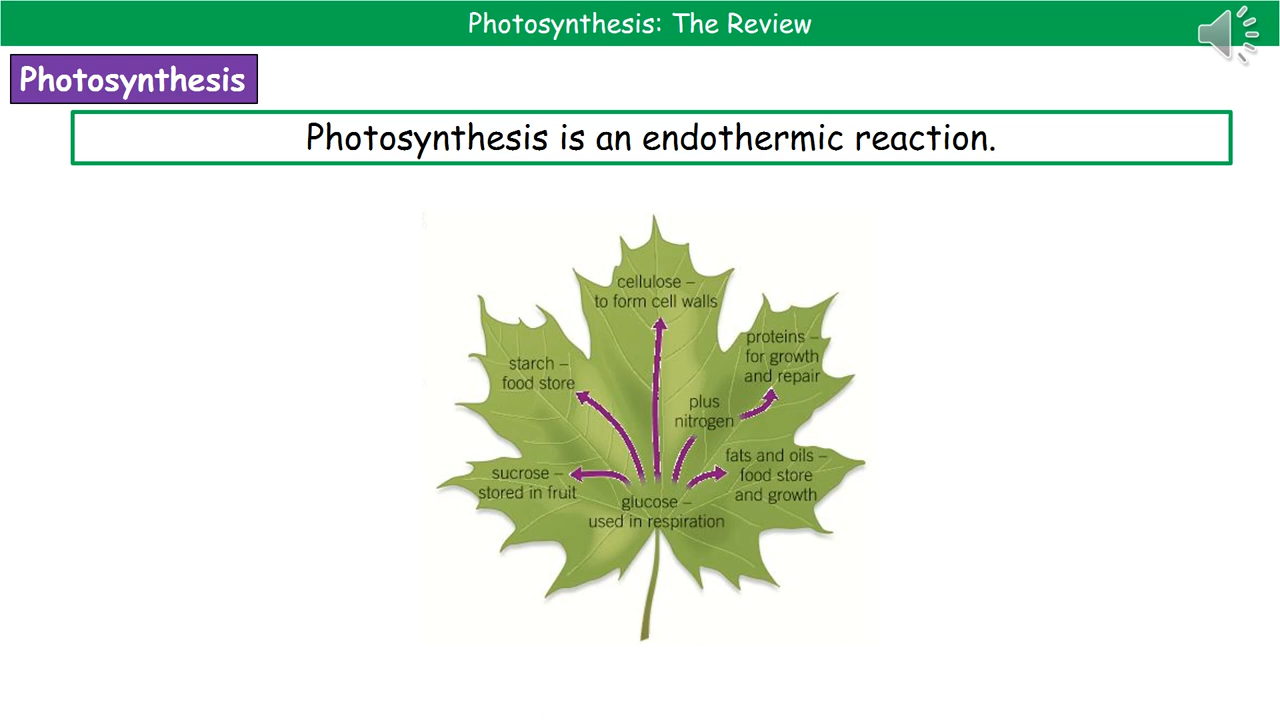 Photosynthesis: The Review
Photosynthesis
Photosynthesis is an endothermic reaction.
cellulose –
to form cell walls
proteins –
for growth
and repair
starch –
food store
plus
nitrogen
fats and oils –
food store
and growth
sucrose –
stored in fruit
glucose –
used in respiration